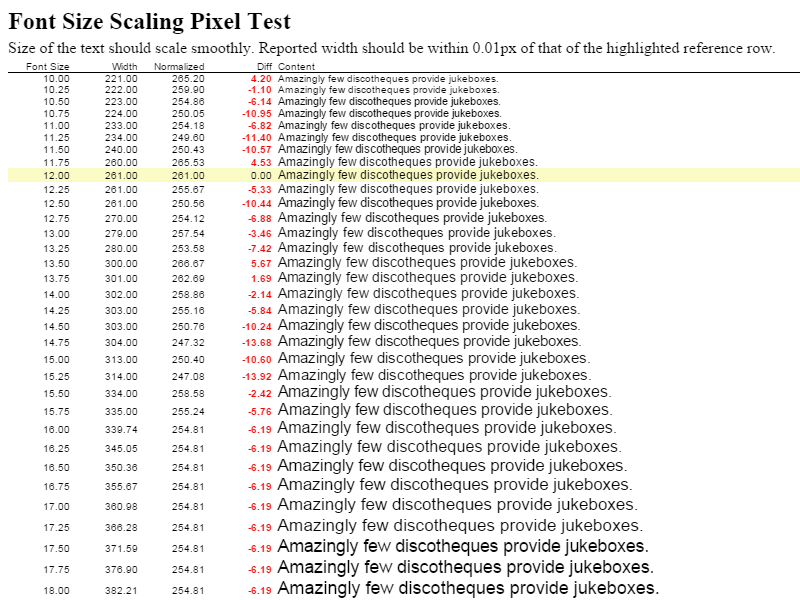 Font Size Scaling Pixel Test
Size of the text should scale smoothly. Reported width should be within 0.01px of that of the highlighted reference row.
Font Size Width Normalized Diff Content
10.00 221.00 265.20 4.20 Amazingly few discotheques provide jukeboxes.
10.25 222.00 259.90 -1.10 Amazingly few discotheques provide jukeboxes.
10.50 223.00 254.86 -6.14 Amazingly few discotheques provide jukeboxes.
10.75 224.00 250.05 -10.95 Amazingly few discotheques provide jukeboxes.
11.00 233.00 254.18 -6.82 Amazingly few discotheques provide jukeboxes.
11.25 234.00 249.60 -11.40 Amazingly few discotheques provide jukeboxes.
11.50 240.00 250.43 -10.57 Amazingly few discotheques provide jukeboxes.
11.75 260.00 265.53 4.53 Amazingly few discotheques provide jukeboxes.
12.00 261.00 261.00 0.00 Amazingly few discotheques provide jukeboxes.
12.25 261.00 255.67 -5.33 Amazingly few discotheques provide jukeboxes.
12.50 261.00 250.56 -10.44 Amazingly few discotheques provide jukeboxes.
12.75 270.00 254.12 -6.88 Amazingly few discotheques provide jukeboxes.
13.00 279.00 257.54 -3.46 Amazingly few discotheques provide jukeboxes.
13.25 280.00 253.58 -7.42 Amazingly few discotheques provide jukeboxes.
13.50 300.00 266.67 5.67 Amazingly few discotheques provide jukeboxes.
13.75 301.00 262.69 1.69 Amazingly few discotheques provide jukeboxes.
14.00 302.00 258.86 -2.14 Amazingly few discotheques provide jukeboxes.
14.25 303.00 255.16 -5.84 Amazingly few discotheques provide jukeboxes.
14.50 303.00 250.76 -10.24 Amazingly few discotheques provide jukeboxes.
14.75 304.00 247.32 -13.68 Amazingly few discotheques provide jukeboxes.
15.00 313.00 250.40 -10.60 Amazingly few discotheques provide jukeboxes.
15.25 314.00 247.08 -13.92 Amazingly few discotheques provide jukeboxes.
15.50 334.00 258.58 -2.42 Amazingly few discotheques provide jukeboxes.
15.75 335.00 255.24 -5.76 Amazingly few discotheques provide jukeboxes.
16.00 339.74 254.81 -6.19 Amazingly few discotheques provide jukeboxes.
16.25 345.05 254.81 -6.19 Amazingly few discotheques provide jukeboxes.
16.50 350.36 254.81 -6.19 Amazingly few discotheques provide jukeboxes.
16.75 355.67 254.81 -6.19 Amazingly few discotheques provide jukeboxes.
17.00 360.98 254.81 -6.19 Amazingly few discotheques provide jukeboxes.
17.25 366.28 254.81 -6.19 Amazingly few discotheques provide jukeboxes.
17.50 371.59 254.81 -6.19 Amazingly few discotheques provide jukeboxes.
17.75 376.90 254.81 -6.19 Amazingly few discotheques provide jukeboxes.
18.00 382.21 254.81 -6.19 Amazingly few discotheques provide jukeboxes.